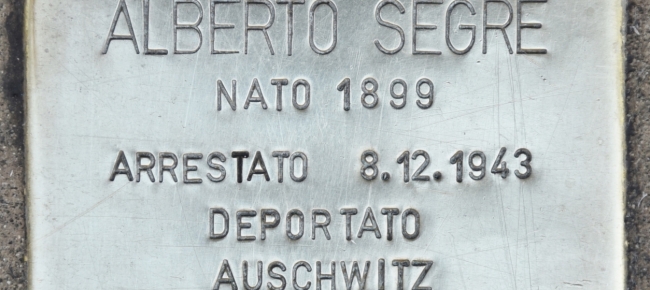 ALBERTO SEGRE
NATO 1899
ARRESTATO 8.12.1943
DEPORTATO
AUSCHWITZ